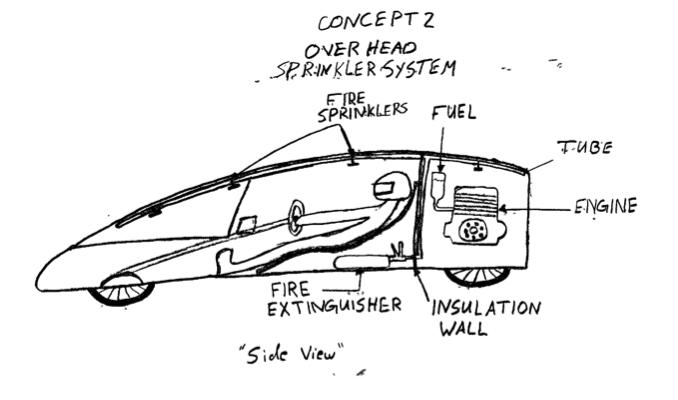 CONCEPT 2
OVER HEAD
SPRINKLER SYSTEM
FIRE
SPRINKLERS
FUEL
TUBE
ENGINE
FIRE
EXTINGUISHER
INSULATION
WALL
"Side View"